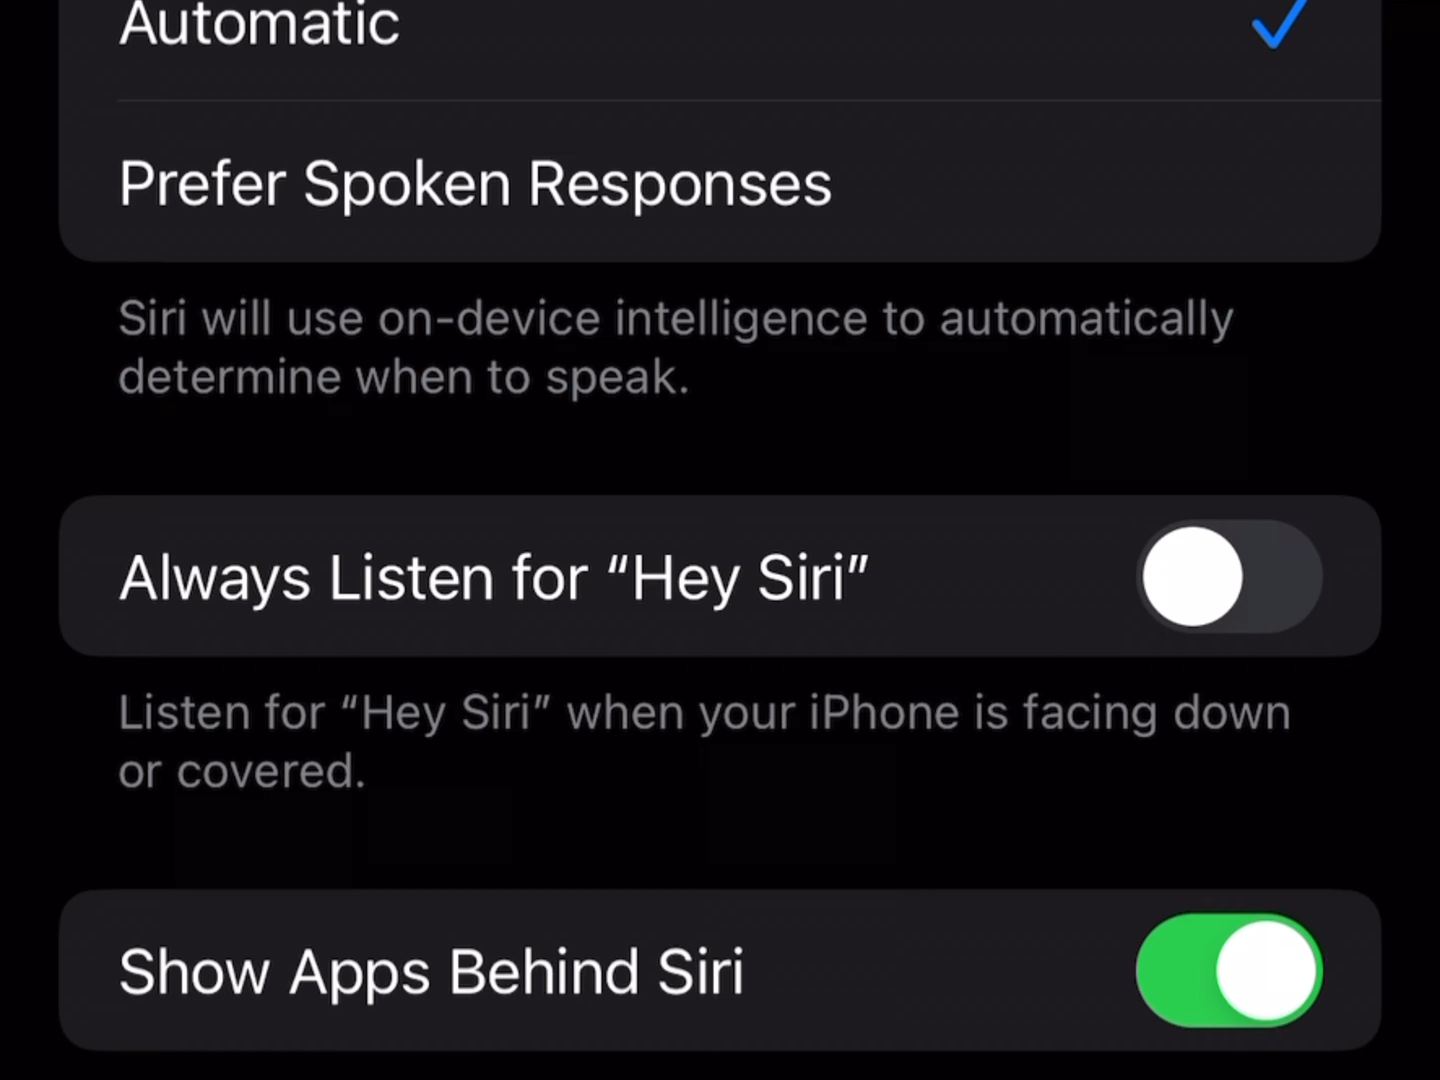 Automatic
Prefer Spoken Responses
Siri will use on-device intelligence to automatically
determine when to speak.
Always Listen for “Hey Siri”
Listen for “Hey Siri” when your iPhone is facing down
or covered.
Show Apps Behind Siri